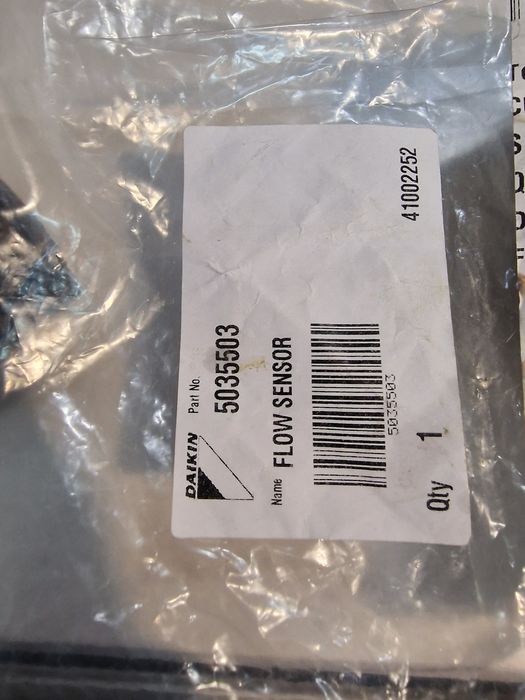 DAIKIN
Part No. 5035503
Name FLOW SENSOR
5035503
Qty 1
41002252